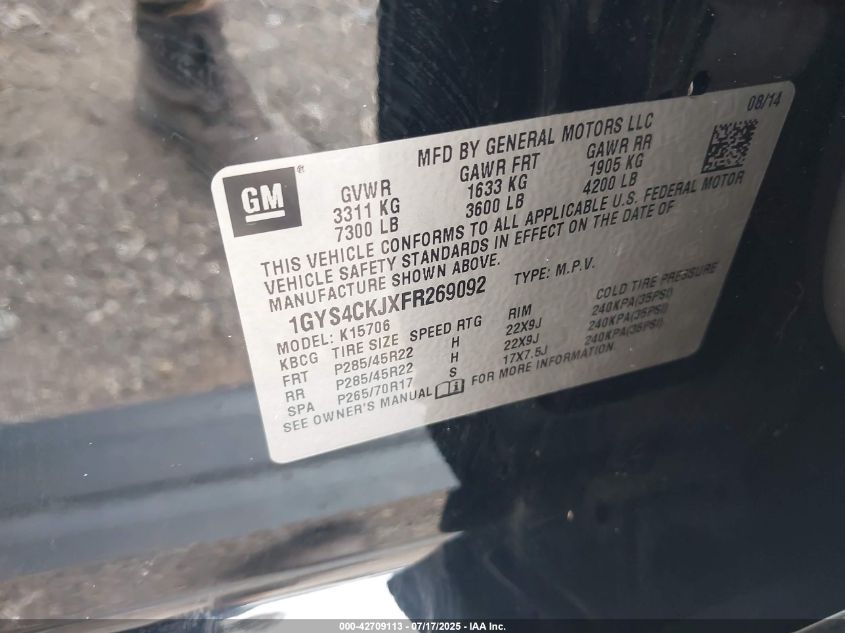 08/14
MFD BY GENERAL MOTORS LLC
GM®
GVWR GAWR FRT GAWR RR
3311 KG 1633 KG 1905 KG
7300 LB 3600 LB 4200 LB
THIS VEHICLE CONFORMS TO ALL APPLICABLE U.S. FEDERAL MOTOR
VEHICLE SAFETY STANDARDS IN EFFECT ON THE DATE OF
MANUFACTURE SHOWN ABOVE.
1GYS4CKJXFR269092 TYPE: M.P.V.
MODEL: K15706
KBCG TIRE SIZE SPEED RTG RIM COLD TIRE PRESSURE
FRT P285/45R22 H 22X9J 240KPA(35PSI)
RR P285/45R22 H 22X9J 240KPA(35PSI)
SPA P265/70R17 S 17X7.5J 240KPA(35PSI)
SEE OWNER'S MANUAL i FOR MORE INFORMATION.
000-42709113 - 07/17/2025 - IAA Inc.